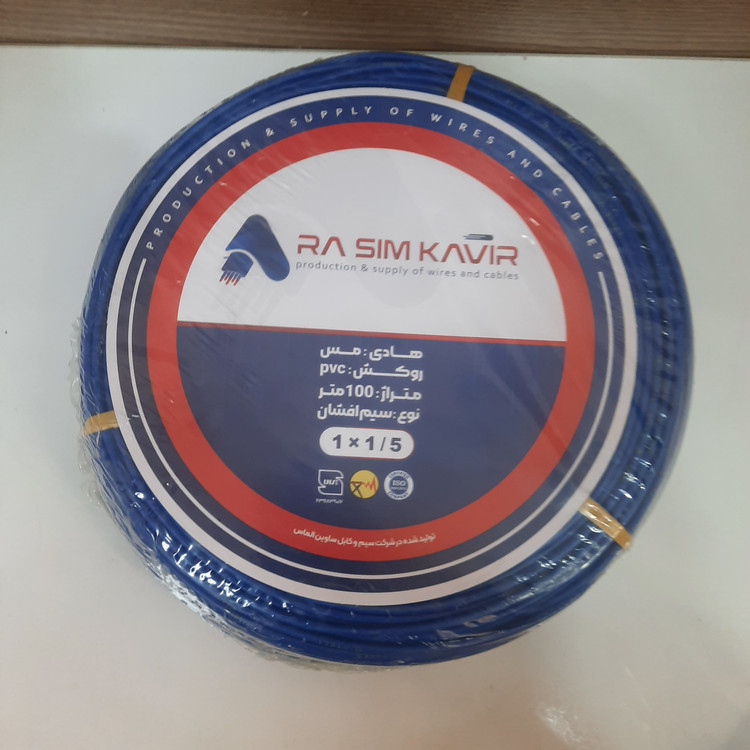 PRODUCTION & SUPPLY OF WIRES AND CABLES
RA SIM KAVIR
production & supply of wires and cables
هادی: مس
روکش: pvc
متراژ: 100 متر
نوع: سیم افشان
1 × 1/5
ISO
تولید شده در شرکت سیم و کابل ساوین الماس